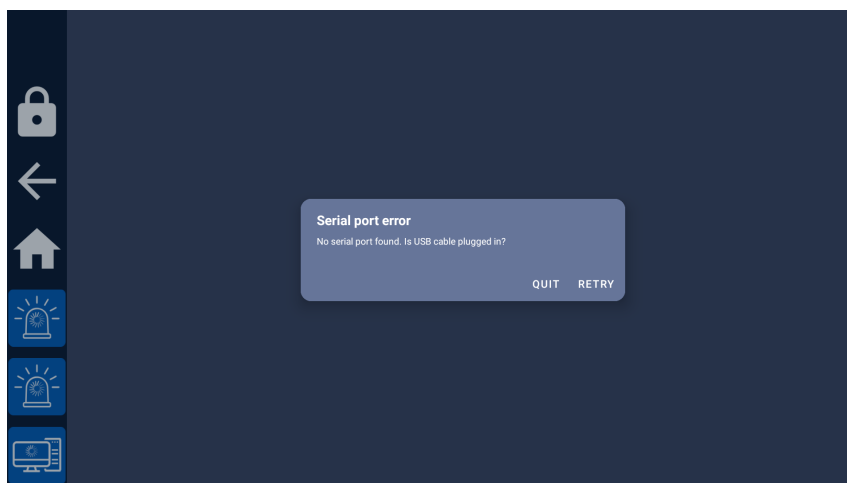 Serial port error
No serial port found. Is USB cable plugged in?
QUIT RETRY